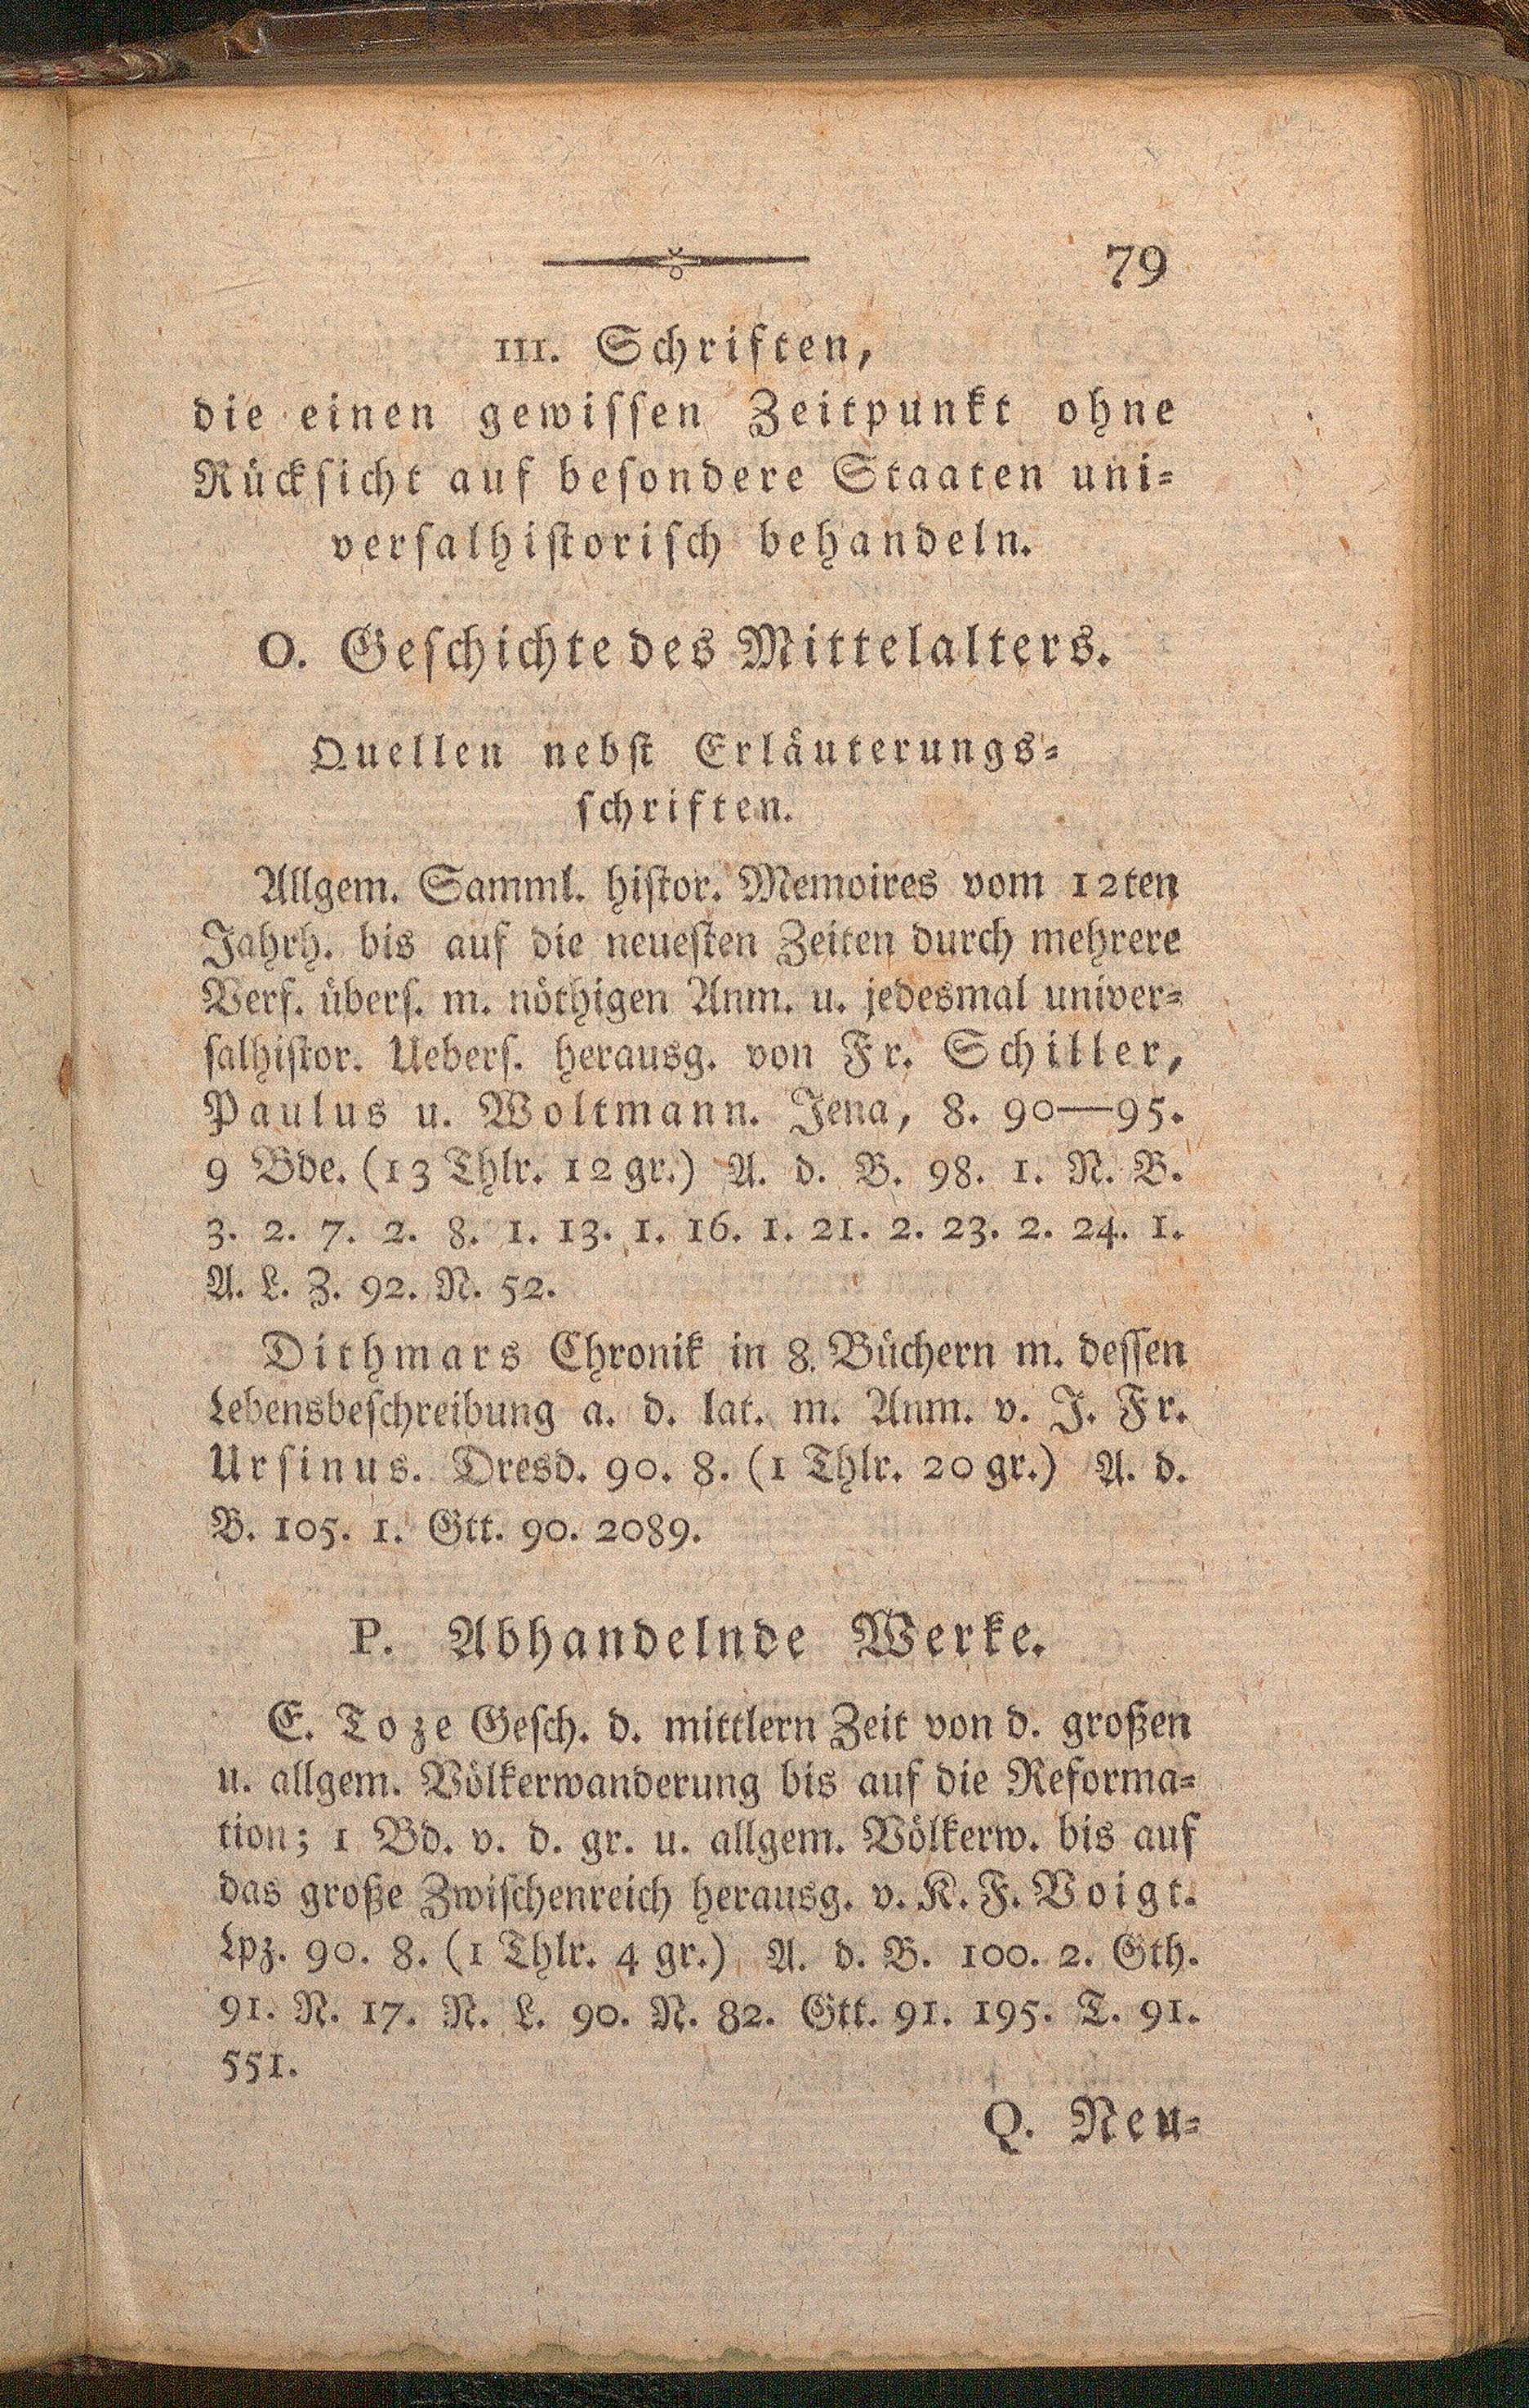 79
III. Schriften,
die einen gewissen Zeitpunkt ohne
Rücksicht auf besondere Staaten uni-
versalhistorisch behandeln.
O. Geschichte des Mittelalters.
Quellen nebst Erläuterungs-
schriften.
Allgem. Samml. histor. Memoires vom 12ten
Jahrh. bis auf die neuesten Zeiten durch mehrere
Verf. übers. m. nöthigen Anm. u. jedesmal univer-
salhistor. Uebers. herausg. von Fr. Schiller,
Paulus u. Woltmann. Jena, 8. 90—95.
9 Bde. (13 Thlr. 12 gr.) A. d. B. 98. 1. N. B.
3. 2. 7. 2. 8. 1. 13. 1. 16. 1. 21. 2. 23. 2. 24. 1.
A. L. Z. 92. N. 52.
Dithmars Chronik in 8. Büchern m. dessen
Lebensbeschreibung a. d. lat. m. Anm. v. J. Fr.
Ursinus. Dresd. 90. 8. (1 Thlr. 20 gr.) A. d.
B. 105. 1. Gtt. 90. 2089.
P. Abhandelnde Werke.
E. Toze Gesch. d. mittlern Zeit von d. großen
u. allgem. Völkerwanderung bis auf die Reforma-
tion; 1 Bd. v. d. gr. u. allgem. Völkerw. bis auf
das große Zwischenreich herausg. v. K. F. Voigt.
Lpz. 90. 8. (1 Thlr. 4 gr.) A. d. B. 100. 2. Gth.
91. N. 17. N. L. 90. N. 82. Gtt. 91. 195. T. 91.
551.
Q. Neu-